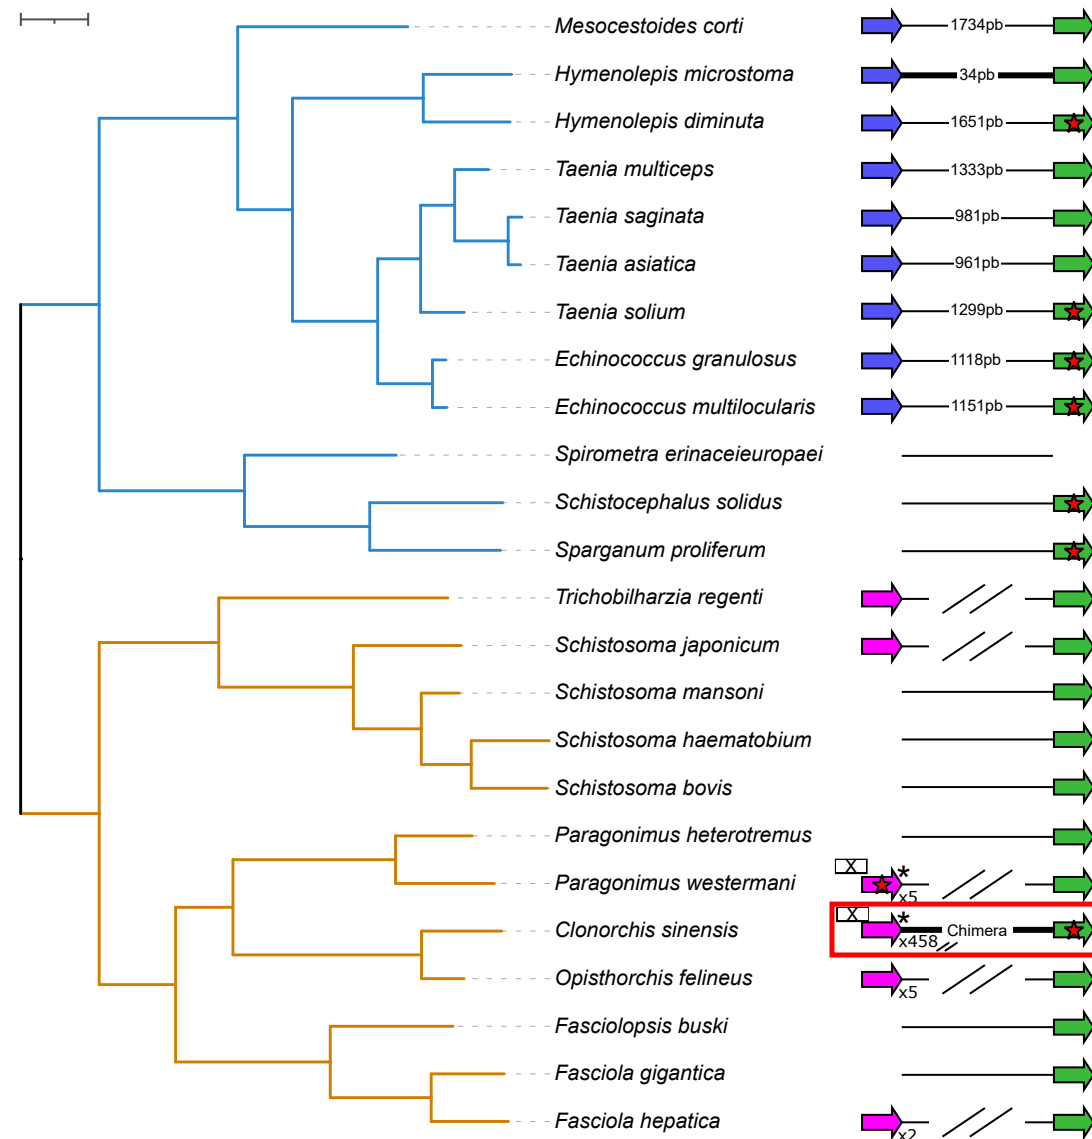 Mesocestoides corti 1734pb
Hymenolepis microstoma 34pb
Hymenolepis diminuta 1651pb
Taenia multiceps 1333pb
Taenia saginata 981pb
Taenia asiatica 961pb
Taenia solium 1299pb
Echinococcus granulosus 1118pb
Echinococcus multilocularis 1151pb
Spirometra erinaceieuropaei
Schistocephalus solidus
Sparganum proliferum
Trichobilharzia regenti
Schistosoma japonicum
Schistosoma mansoni
Schistosoma haematobium
Schistosoma bovis
Paragonimus heterotremus
X *
Paragonimus westermani
x5
X *
Clonorchis sinensis Chimera
x458
Opisthorchis felineus
x5
Fasciolopsis buski
Fasciola gigantica
Fasciola hepatica
x2